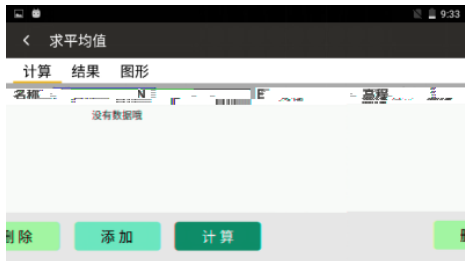 9:33
求平均值
计算 结果 图形
名称 N E 高程
没有数据哦
删除 添加 计算